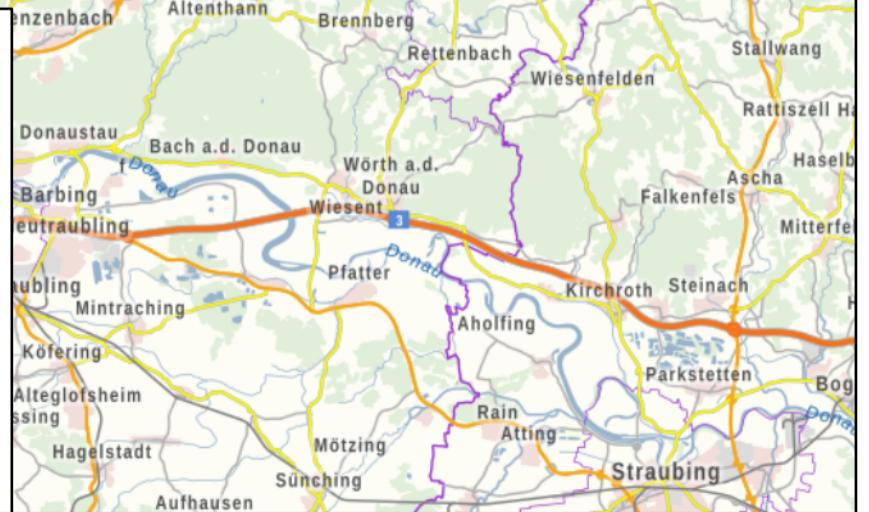 enzenbach
Altenthann
Brennberg
Rettenbach
Stallwang
Wiesenfelden
Rattiszell Ha
Donaustau
Bach a.d. Donau
f
Donau
Wörth a.d.
Donau
Haselb
Ascha
Barbing
Falkenfels
Wiesent
3
eutraubling
Mitterfel
Donau
Pfatter
aubling
Kirchroth
Steinach
H
Mintraching
Aholfing
Köfering
Parkstetten
Bog
Alteglofsheim
ssing
Rain
Donau
Atting
Hagelstadt
Mötzing
Straubing
Sünching
Aufhausen